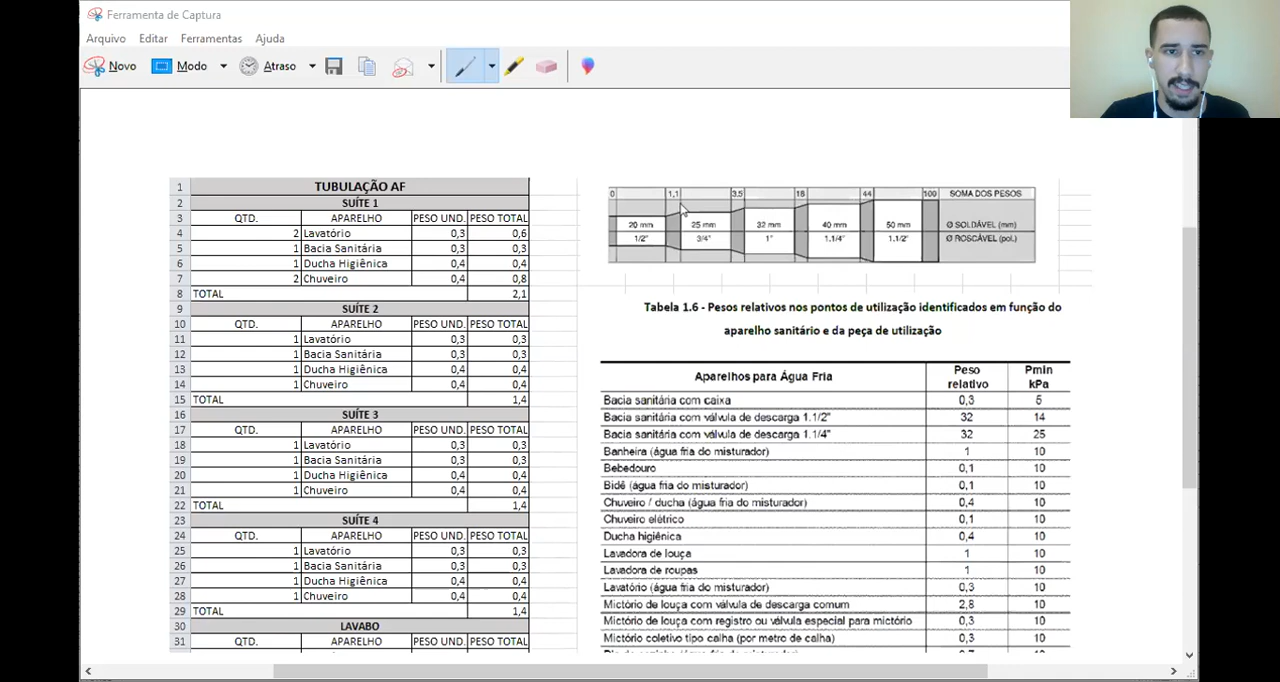 Ferramenta de Captura
Arquivo Editar Ferramentas Ajuda
Novo Modo Atraso
1 TUBULAÇÃO AF
2 SUÍTE 1
3 QTD. APARELHO PESO UND. PESO TOTAL
4 2 Lavatório 0,3 0,6
5 1 Bacia Sanitária 0,3 0,3
6 1 Ducha Higiênica 0,4 0,4
7 2 Chuveiro 0,4 0,8
8 TOTAL 2,1
9 SUÍTE 2
10 QTD. APARELHO PESO UND. PESO TOTAL
11 1 Lavatório 0,3 0,3
12 1 Bacia Sanitária 0,3 0,3
13 1 Ducha Higiênica 0,4 0,4
14 1 Chuveiro 0,4 0,4
15 TOTAL 1,4
16 SUÍTE 3
17 QTD. APARELHO PESO UND. PESO TOTAL
18 1 Lavatório 0,3 0,3
19 1 Bacia Sanitária 0,3 0,3
20 1 Ducha Higiênica 0,4 0,4
21 1 Chuveiro 0,4 0,4
22 TOTAL 1,4
23 SUÍTE 4
24 QTD. APARELHO PESO UND. PESO TOTAL
25 1 Lavatório 0,3 0,3
26 1 Bacia Sanitária 0,3 0,3
27 1 Ducha Higiênica 0,4 0,4
28 1 Chuveiro 0,4 0,4
29 TOTAL 1,4
30 LAVABO
31 QTD. APARELHO PESO UND. PESO TOTAL
0 1,1 3,5 18 44 100 SOMA DOS PESOS
20 mm 25 mm 32 mm 40 mm 50 mm Ø SOLDÁVEL (mm)
1/2" 3/4" 1" 1.1/4" 1.1/2" Ø ROSCÁVEL (pol.)
Tabela 1.6 - Pesos relativos nos pontos de utilização identificados em função do
aparelho sanitário e da peça de utilização
Aparelhos para Água Fria Peso relativo Pmin kPa
Bacia sanitária com caixa 0,3 5
Bacia sanitária com válvula de descarga 1.1/2" 32 14
Bacia sanitária com válvula de descarga 1.1/4" 32 25
Banheira (água fria do misturador) 1 10
Bebedouro 0,1 10
Bidê (água fria do misturador) 0,1 10
Chuveiro / ducha (água fria do misturador) 0,4 10
Chuveiro elétrico 0,1 10
Ducha higiênica 0,4 10
Lavadora de louça 1 10
Lavadora de roupas 1 10
Lavatório (água fria do misturador) 0,3 10
Mictório de louça com válvula de descarga comum 2,8 10
Mictório de louça com registro ou válvula especial para mictório 0,3 10
Mictório coletivo tipo calha (por metro de calha) 0,3 10